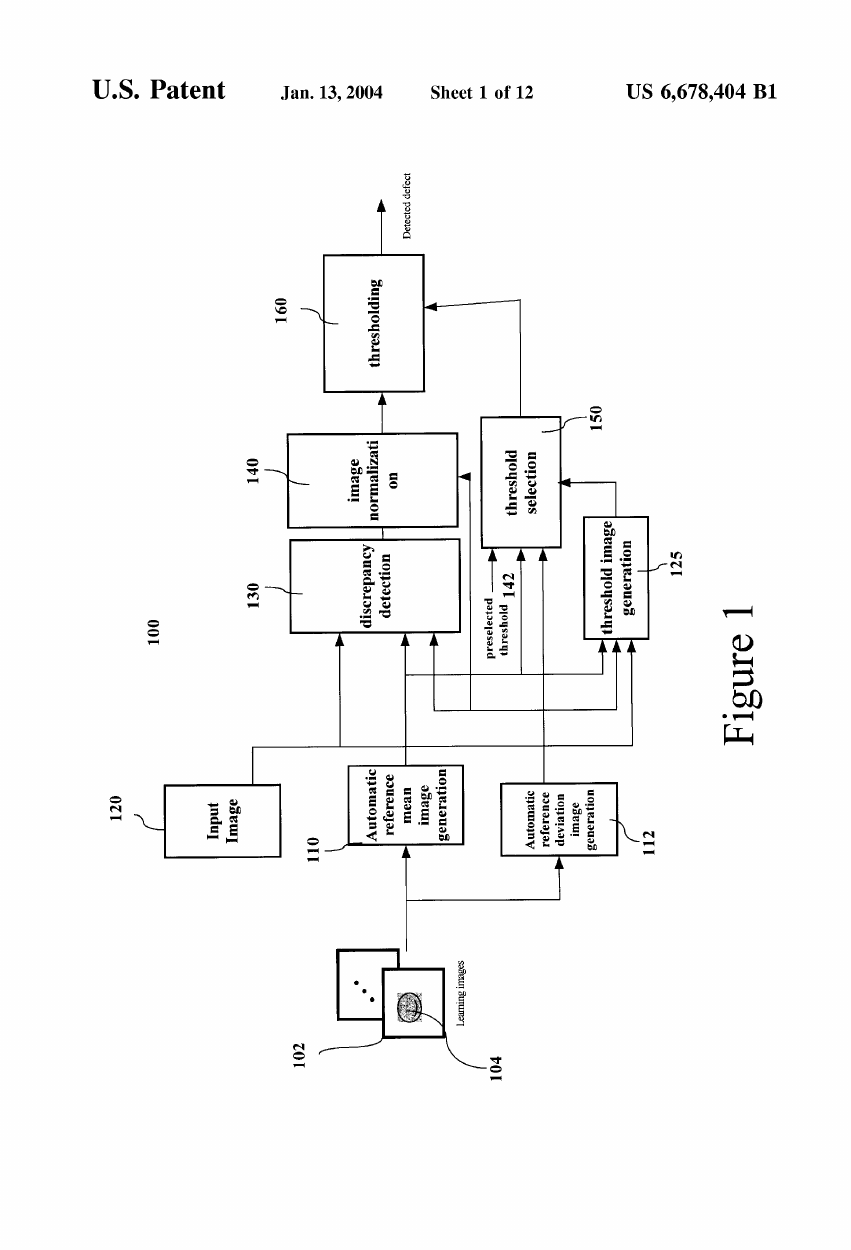 U.S. Patent Jan. 13, 2004 Sheet 1 of 12 US 6,678,404 B1
100
102
104
Learning images
120
Input
Image
110
Automatic
reference
mean
image
generation
112
Automatic
reference
deviation
image
generation
130
discrepancy
detection
140
image
normalizati
on
preselected
threshold 142
150
threshold
selection
125
threshold image
generation
160
thresholding
Detected defect
Figure 1